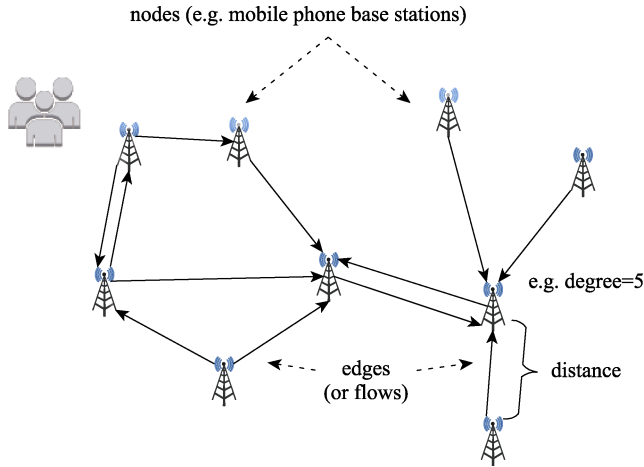 nodes (e.g. mobile phone base stations)
e.g. degree=5
edges
(or flows)
distance